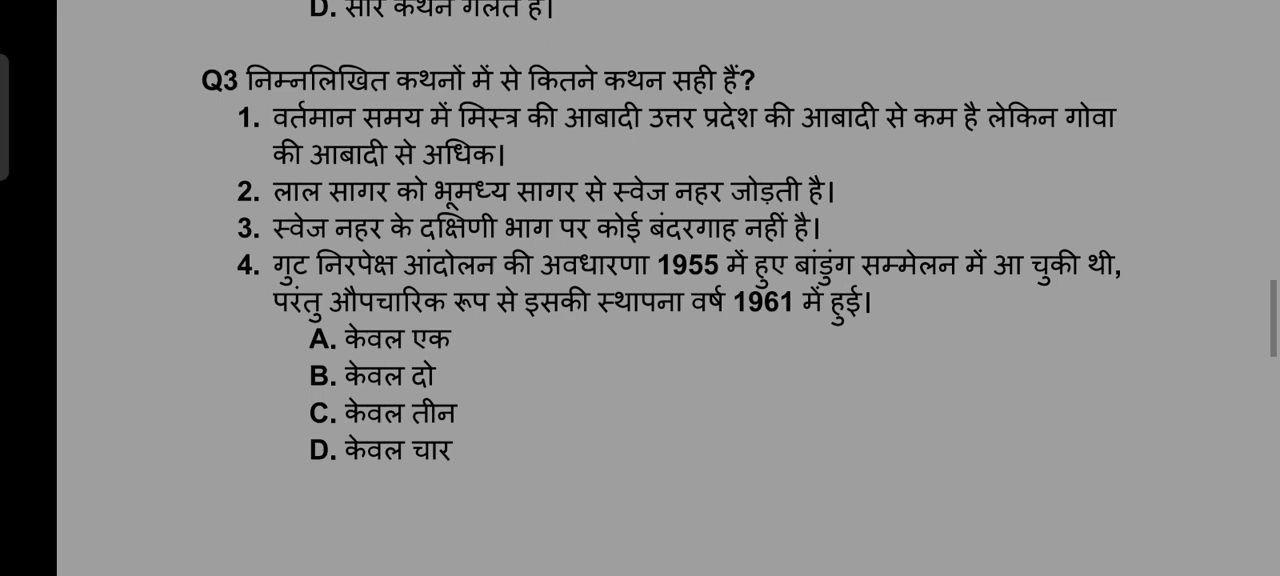 D. सारे कथन गलत है।
Q3 निम्नलिखित कथनों में से कितने कथन सही हैं?
1. वर्तमान समय में मिस्त्र की आबादी उत्तर प्रदेश की आबादी से कम है लेकिन गोवा
की आबादी से अधिक।
2. लाल सागर को भूमध्य सागर से स्वेज नहर जोड़ती है।
3. स्वेज नहर के दक्षिणी भाग पर कोई बंदरगाह नहीं है।
4. गुट निरपेक्ष आंदोलन की अवधारणा 1955 में हुए बांडुंग सम्मेलन में आ चुकी थी,
परंतु औपचारिक रूप से इसकी स्थापना वर्ष 1961 में हुई।
A. केवल एक
B. केवल दो
C. केवल तीन
D. केवल चार